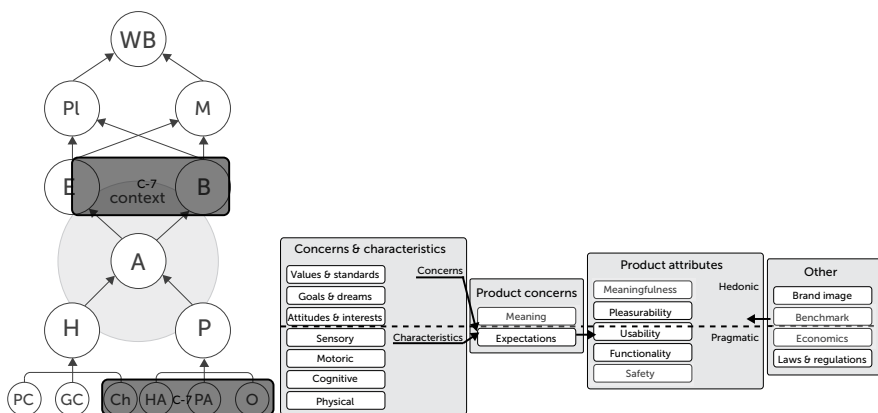 WB
Pl
M
E
C-7
context
B
A
H
P
PC
GC
Ch
HA
C-7
PA
O
Concerns & characteristics
Values & standards
Goals & dreams
Attitudes & interests
Sensory
Motoric
Cognitive
Physical
Concerns
Characteristics
Product concerns
Meaning
Expectations
Product attributes
Meaningfulness
Pleasurability
Usability
Functionality
Safety
Hedonic
Pragmatic
Other
Brand image
Benchmark
Economics
Laws & regulations